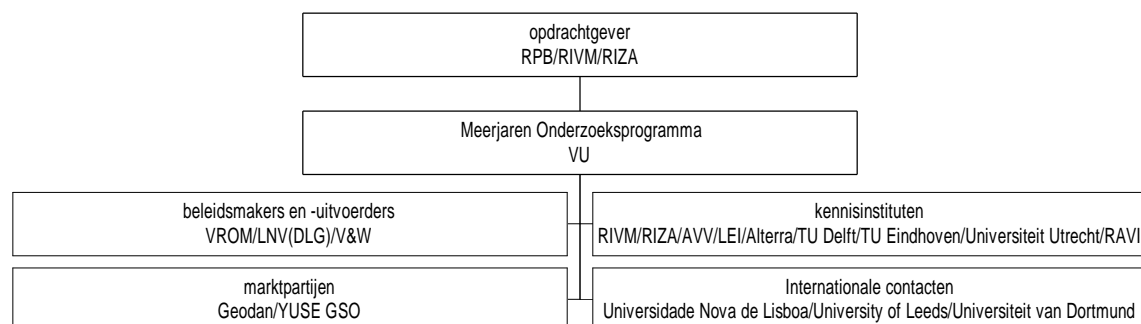 opdrachtgever
RPB/RIVM/RIZA
Meerjaren Onderzoeksprogramma
VU
beleidsmakers en -uitvoerders
VROM/LNV(DLG)/V&W
kennisinstituten
RIVM/RIZA/AVV/LEI/Alterra/TU Delft/TU Eindhoven/Universiteit Utrecht/RAVI
marktpartijen
Geodan/YUSE GSO
Internationale contacten
Universidade Nova de Lisboa/University of Leeds/Universiteit van Dortmund